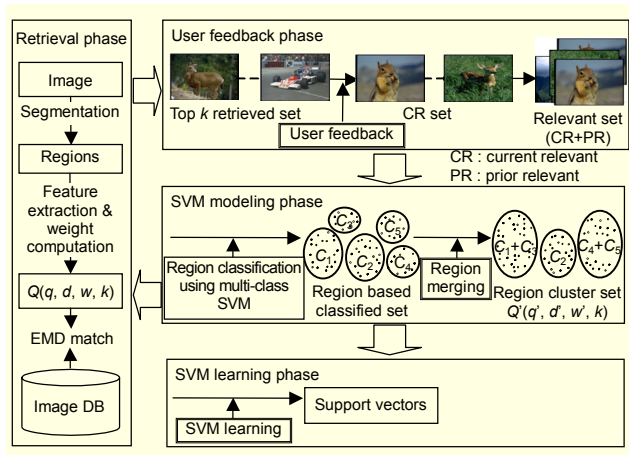 Retrieval phase
Image
Segmentation
Regions
Feature
extraction &
weight
computation
Q(q, d, w, k)
EMD match
Image DB
User feedback phase
Top k retrieved set
User feedback
CR set
Relevant set
(CR+PR)
CR : current relevant
PR : prior relevant
SVM modeling phase
Region classification
using multi-class
SVM
C3
C1
C2
C5
C4
Region based
classified set
Region
merging
C1+C3
C2
C4+C5
Region cluster set
Q'(q', d', w', k)
SVM learning phase
SVM learning
Support vectors